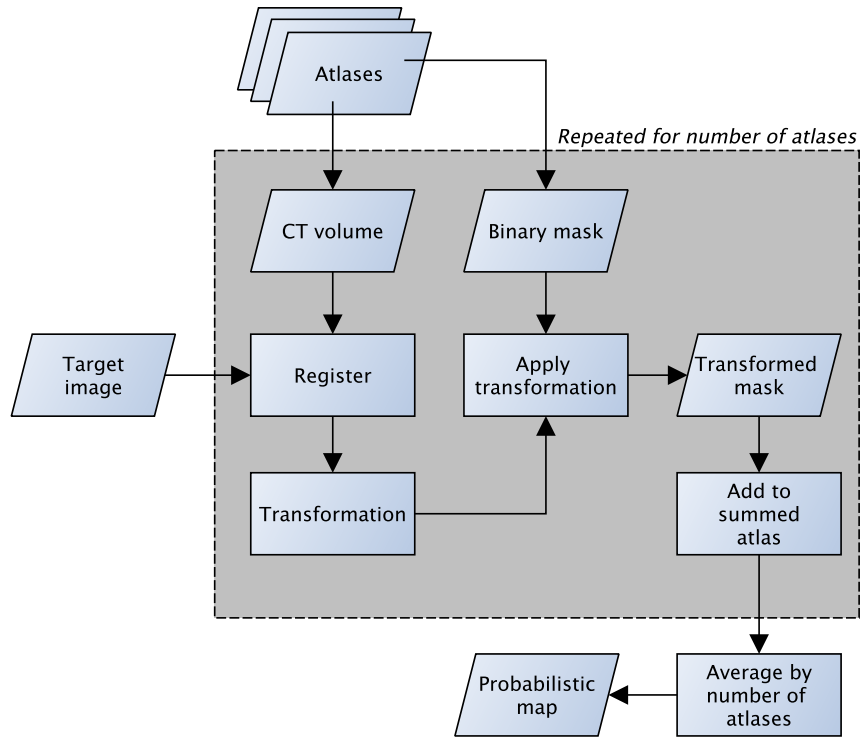 Atlases
Repeated for number of atlases
CT volume
Binary mask
Target
image
Register
Apply
transformation
Transformed
mask
Transformation
Add to
summed
atlas
Probabilistic
map
Average by
number of
atlases